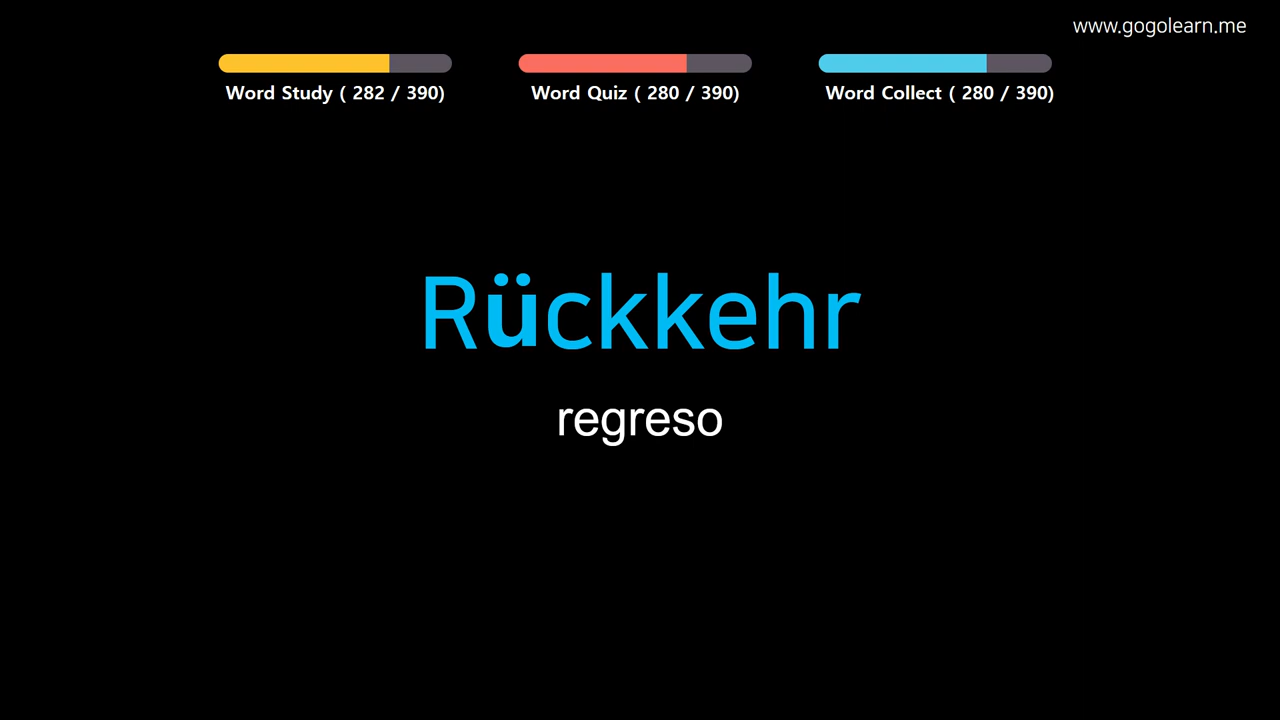 www.gogolearn.me
Word Study ( 282 / 390)
Word Quiz ( 280 / 390)
Word Collect ( 280 / 390)
Rückkehr
regreso